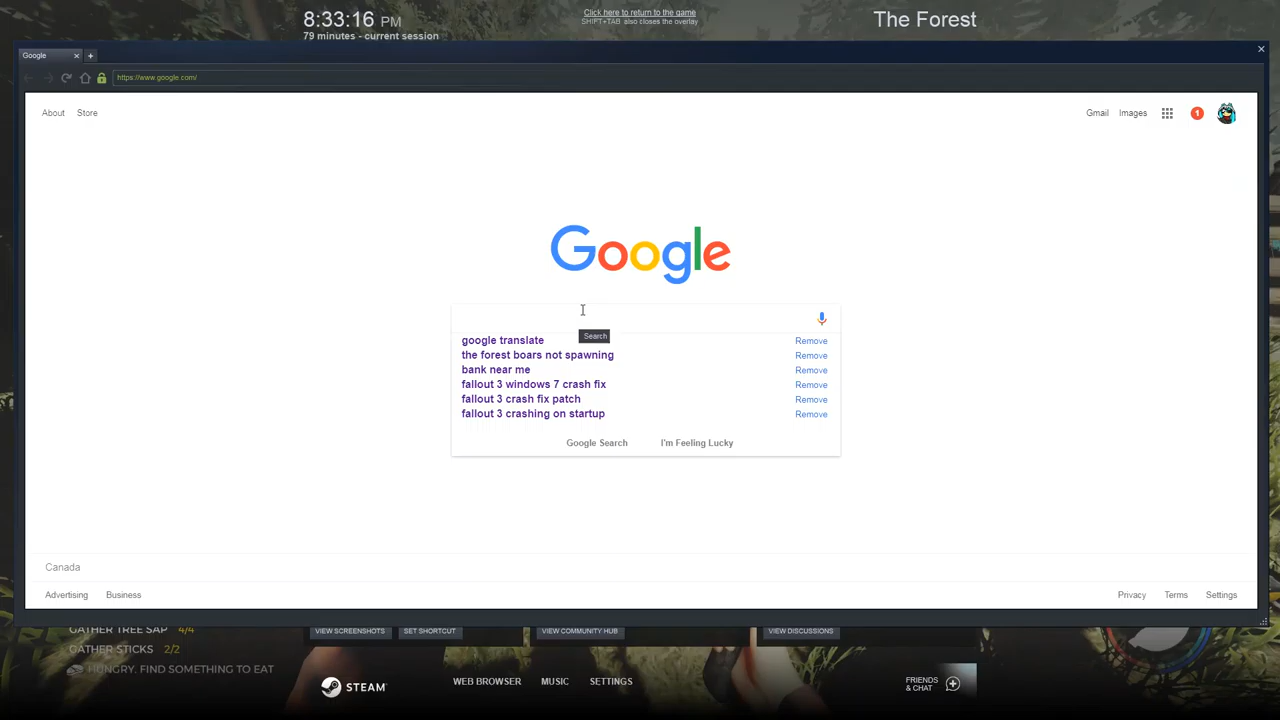 8:33:16 PM
79 minutes - current session
Click here to return to the game
SHIFT+TAB also closes the overlay
The Forest
Google
https://www.google.com/
About Store
Gmail Images 1
Google
Search
google translate Remove
the forest boars not spawning Remove
bank near me Remove
fallout 3 windows 7 crash fix Remove
fallout 3 crash fix patch Remove
fallout 3 crashing on startup Remove
Google Search I'm Feeling Lucky
Canada
Advertising Business
Privacy Terms Settings
GATHER TREE SAP 4/4
GATHER STICKS 2/2
HUNGRY. FIND SOMETHING TO EAT
VIEW SCREENSHOTS SET SHORTCUT VIEW COMMUNITY HUB VIEW DISCUSSIONS
STEAM WEB BROWSER MUSIC SETTINGS
FRIENDS
& CHAT